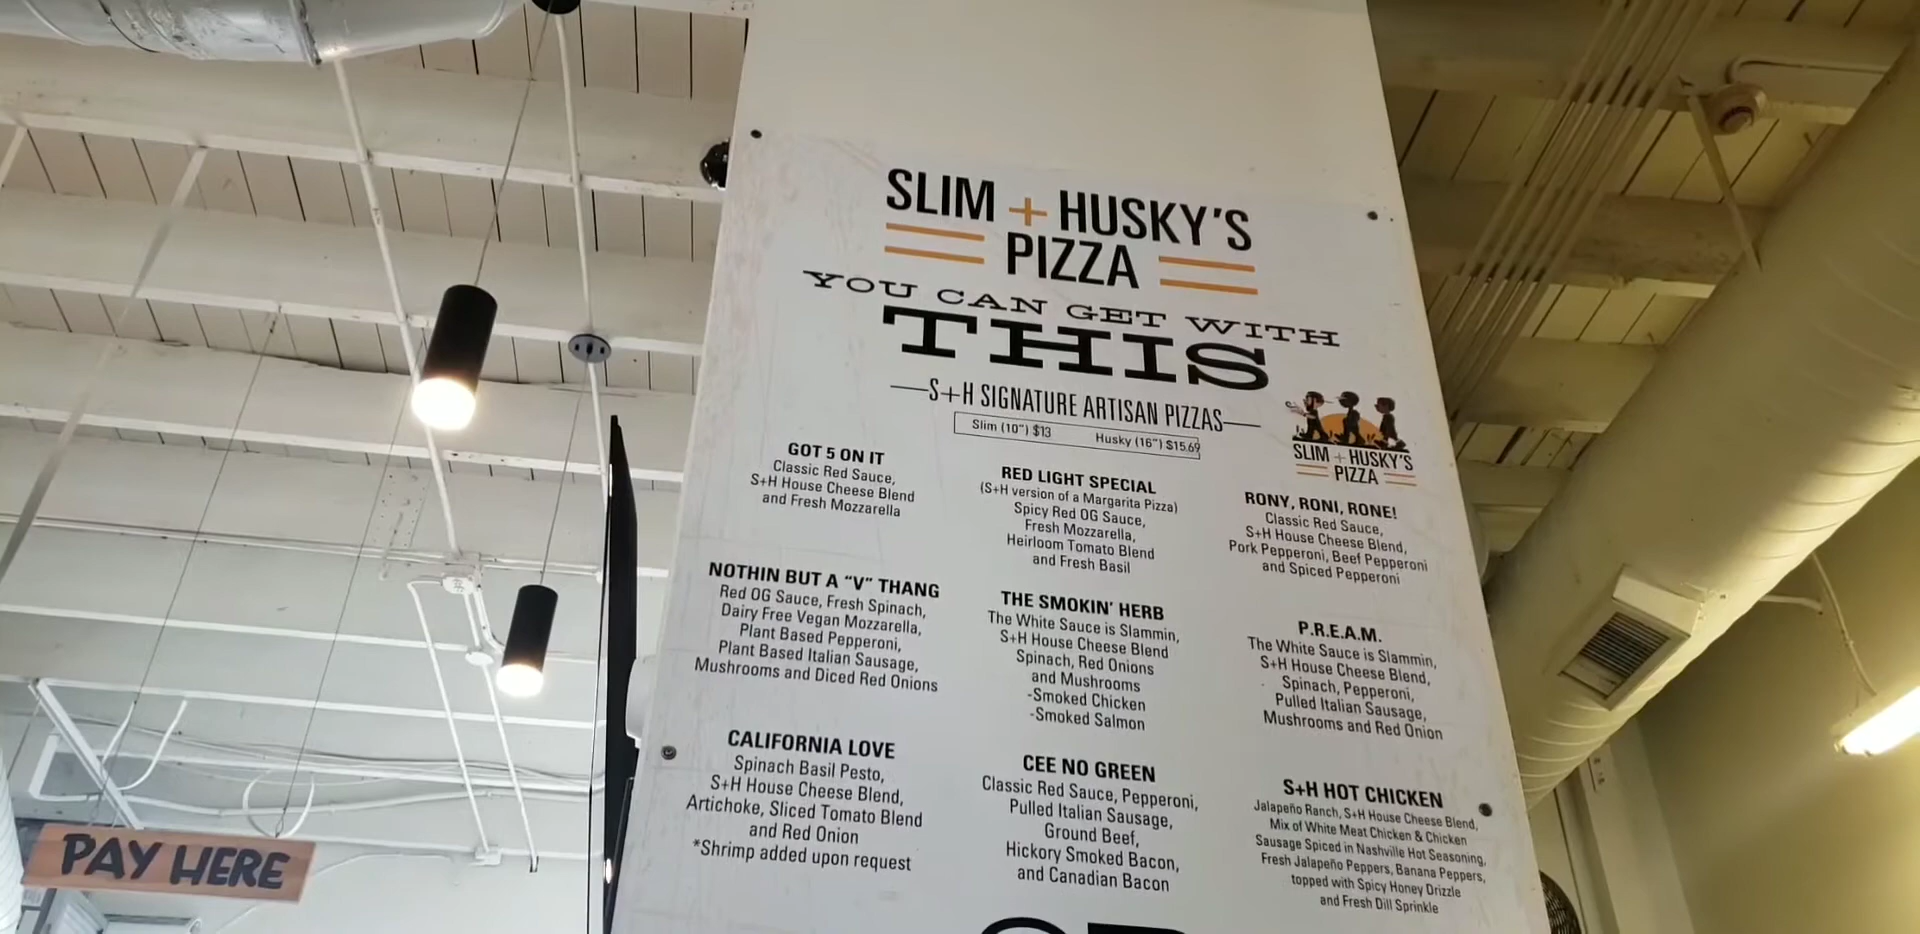 SLIM + HUSKY'S
PIZZA
YOU CAN GET WITH
THIS
S+H SIGNATURE ARTISAN PIZZAS
Slim (10") $13 Husky (16") $15.69
SLIM + HUSKY'S
PIZZA
GOT 5 ON IT
Classic Red Sauce,
S+H House Cheese Blend
and Fresh Mozzarella
RED LIGHT SPECIAL
(S+H version of a Margarita Pizza)
Spicy Red OG Sauce,
Fresh Mozzarella,
Heirloom Tomato Blend
and Fresh Basil
RONY, RONI, RONE!
Classic Red Sauce,
S+H House Cheese Blend,
Pork Pepperoni, Beef Pepperoni
and Spiced Pepperoni
NOTHIN BUT A “V” THANG
Red OG Sauce, Fresh Spinach,
Dairy Free Vegan Mozzarella,
Plant Based Pepperoni,
Plant Based Italian Sausage,
Mushrooms and Diced Red Onions
THE SMOKIN' HERB
The White Sauce is Slammin,
S+H House Cheese Blend
Spinach, Red Onions
and Mushrooms
-Smoked Chicken
-Smoked Salmon
P.R.E.A.M.
The White Sauce is Slammin,
S+H House Cheese Blend,
Spinach, Pepperoni,
Pulled Italian Sausage,
Mushrooms and Red Onion
CALIFORNIA LOVE
Spinach Basil Pesto,
S+H House Cheese Blend,
Artichoke, Sliced Tomato Blend
and Red Onion
*Shrimp added upon request
CEE NO GREEN
Classic Red Sauce, Pepperoni,
Pulled Italian Sausage,
Ground Beef,
Hickory Smoked Bacon,
and Canadian Bacon
S+H HOT CHICKEN
Jalapeño Ranch, S+H House Cheese Blend,
Mix of White Meat Chicken & Chicken
Sausage Spiced in Nashville Hot Seasoning,
Fresh Jalapeño Peppers, Banana Peppers,
topped with Spicy Honey Drizzle
and Fresh Dill Sprinkle
PAY HERE